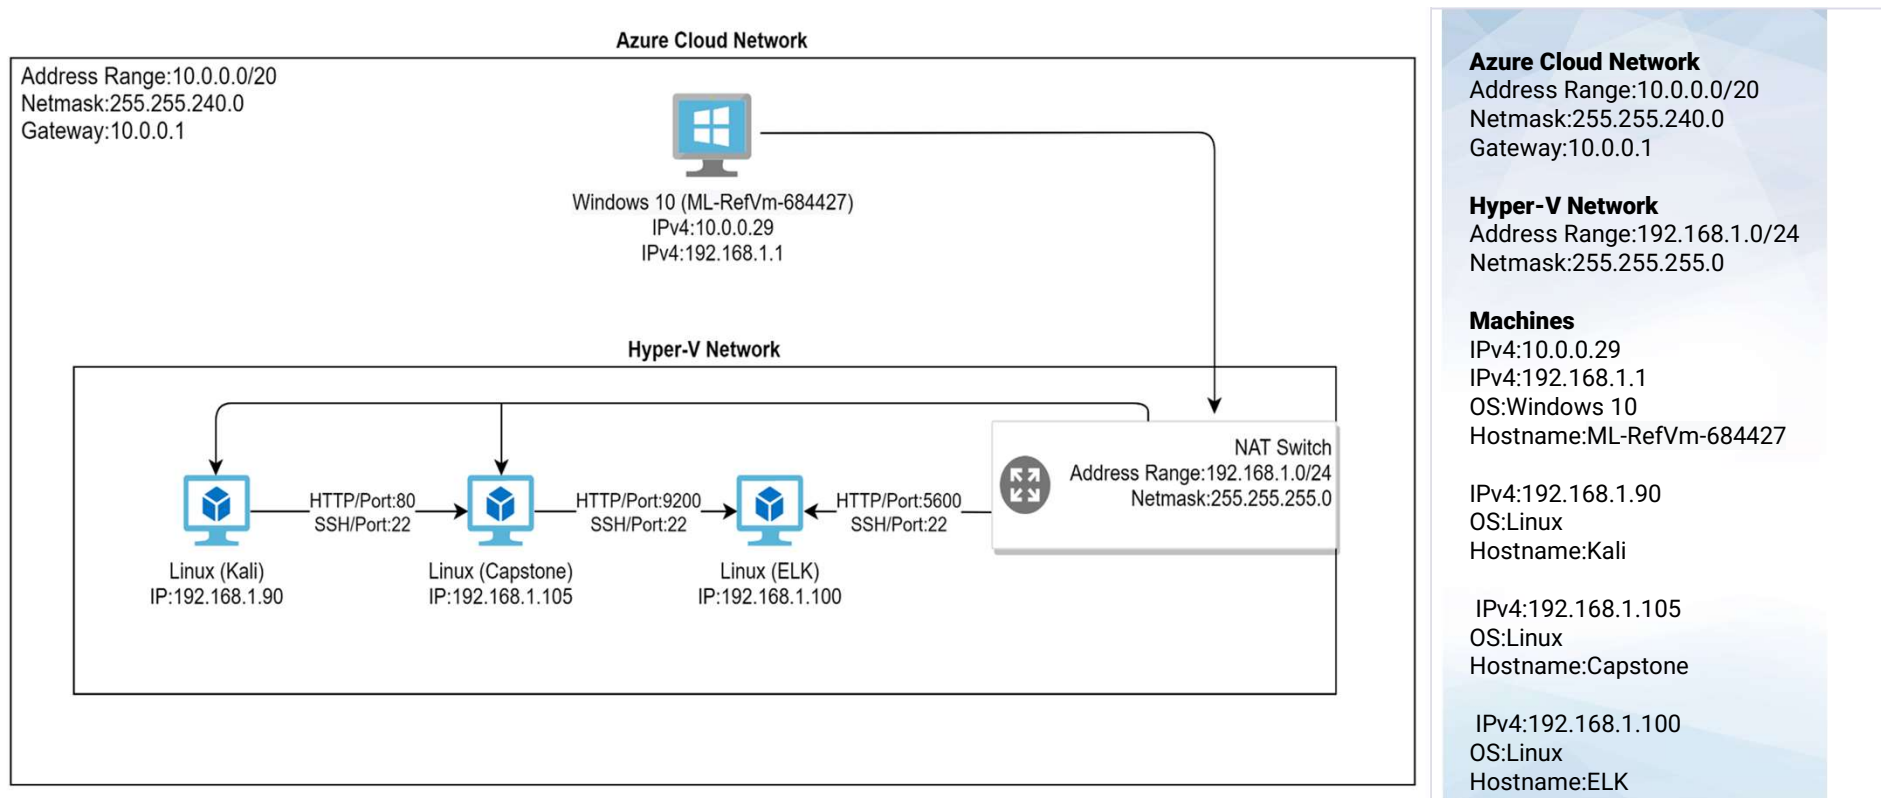 Azure Cloud Network
Address Range:10.0.0.0/20
Netmask:255.255.240.0
Gateway:10.0.0.1
Windows 10 (ML-RefVm-684427)
IPv4:10.0.0.29
IPv4:192.168.1.1
Hyper-V Network
NAT Switch
Address Range:192.168.1.0/24
Netmask:255.255.255.0
HTTP/Port:80
SSH/Port:22
HTTP/Port:9200
SSH/Port:22
HTTP/Port:5600
SSH/Port:22
Linux (Kali)
IP:192.168.1.90
Linux (Capstone)
IP:192.168.1.105
Linux (ELK)
IP:192.168.1.100
Azure Cloud Network
Address Range:10.0.0.0/20
Netmask:255.255.240.0
Gateway:10.0.0.1
Hyper-V Network
Address Range:192.168.1.0/24
Netmask:255.255.255.0
Machines
IPv4:10.0.0.29
IPv4:192.168.1.1
OS:Windows 10
Hostname:ML-RefVm-684427
IPv4:192.168.1.90
OS:Linux
Hostname:Kali
IPv4:192.168.1.105
OS:Linux
Hostname:Capstone
IPv4:192.168.1.100
OS:Linux
Hostname:ELK